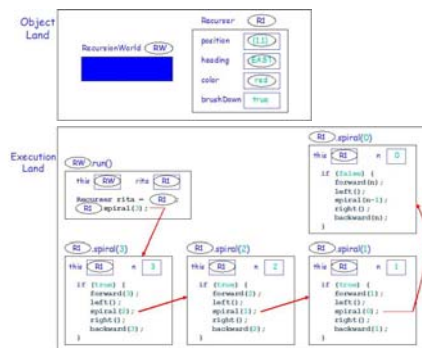 Object Land
Recurser R1
RecursionWorld RW
position (1,1)
heading EAST
color red
brushDown true
Execution Land
RW.run()
this RW rita R1
Recurser rita = R1;
R1.spiral(3);
R1.spiral(0)
this R1 n 0
if (false) {
forward(n);
left();
spiral(n-1);
right();
backward(n);
}
R1.spiral(3)
this R1 n 3
if (true) {
forward(3);
left();
spiral(2);
right();
backward(3);
}
R1.spiral(2)
this R1 n 2
if (true) {
forward(2);
left();
spiral(1);
right();
backward(2);
}
R1.spiral(1)
this R1 n 1
if (true) {
forward(1);
left();
spiral(0);
right();
backward(1);
}